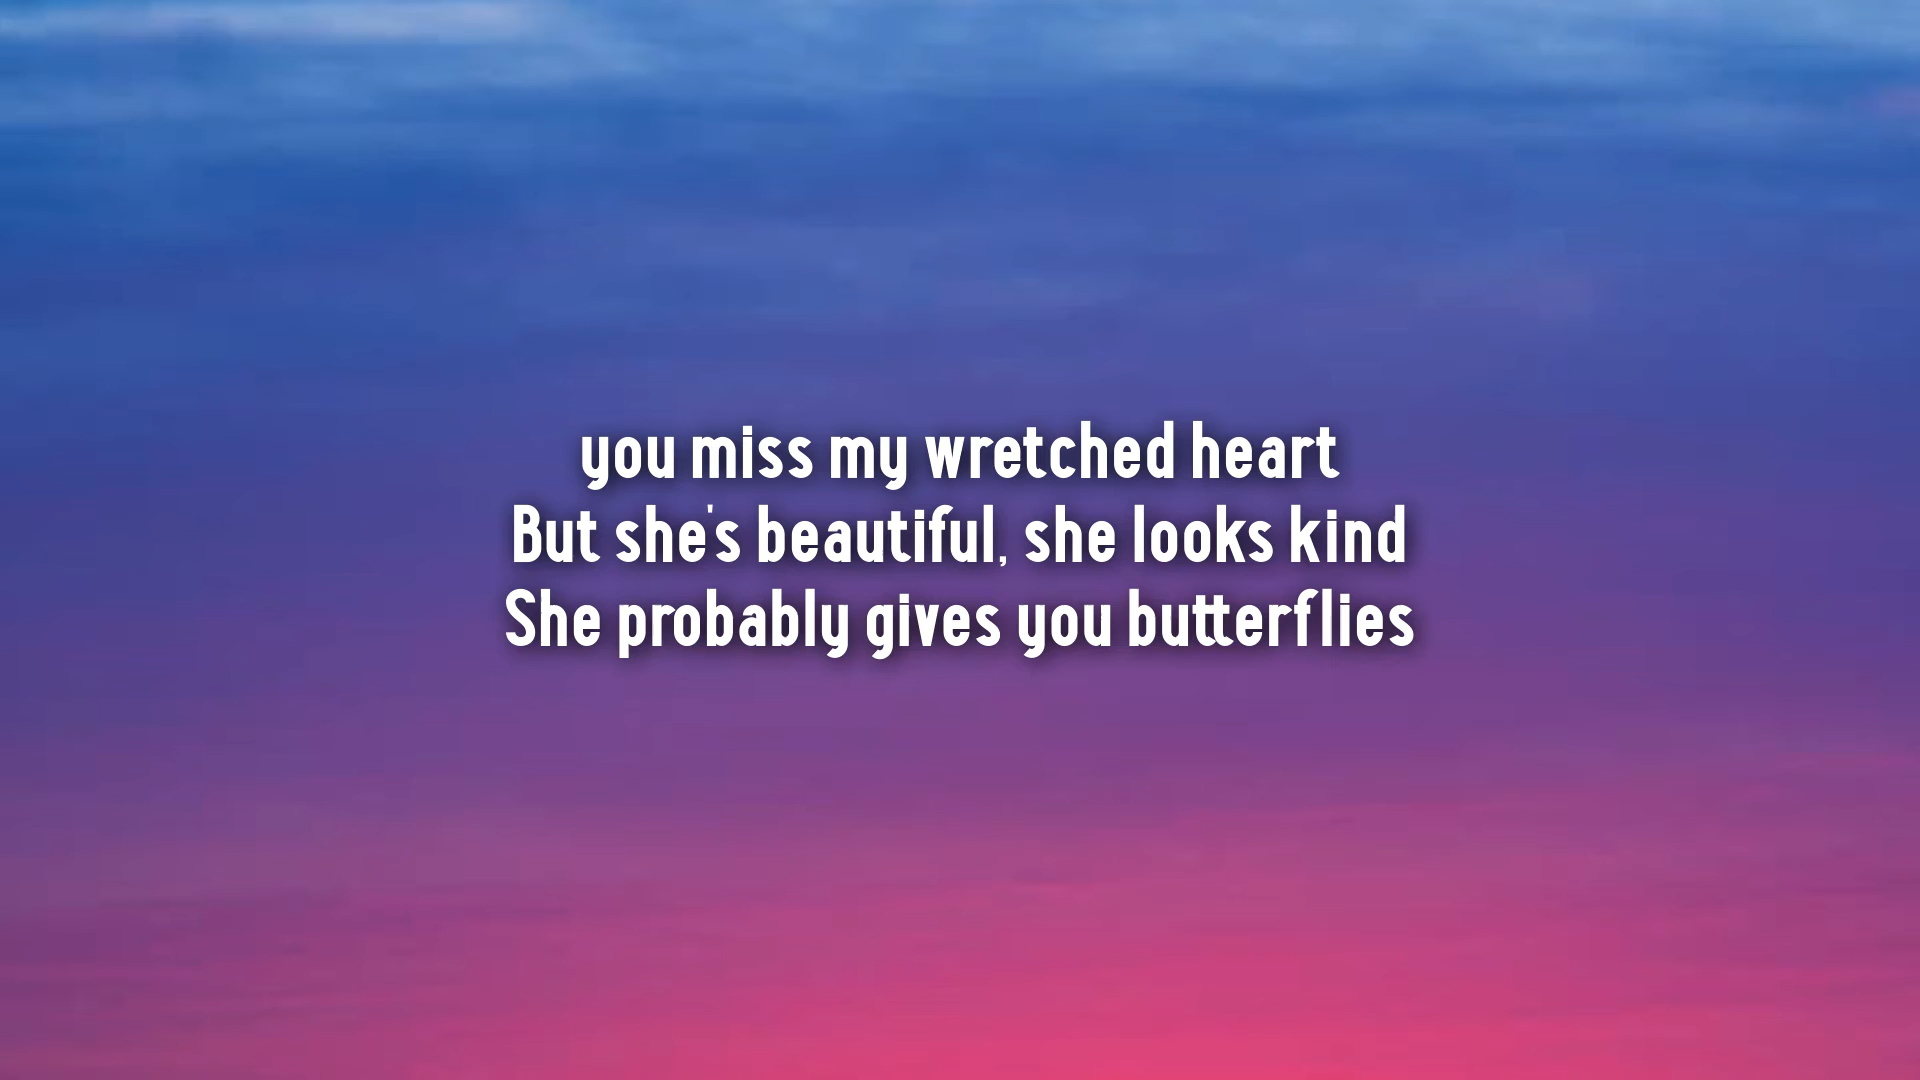 you miss my wretched heart
But she's beautiful, she looks kind
She probably gives you butterflies